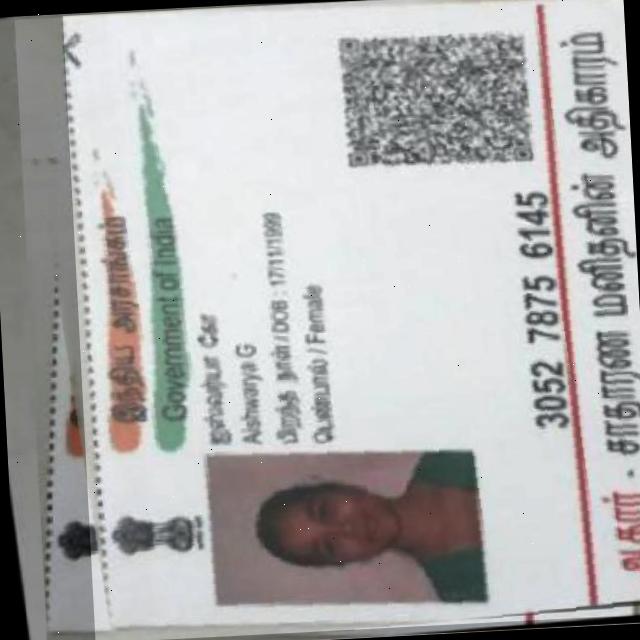 இந்திய அரசாங்கம்
Government of India
ஐஸ்வர்யா
Aishwarya G
பிறந்த நாள் / DOB : 17/11/1999
பெண்பால் / Female
3052 7875 6145
ஆதார் - சாதாரண மனிதனின் அதிகாரம்